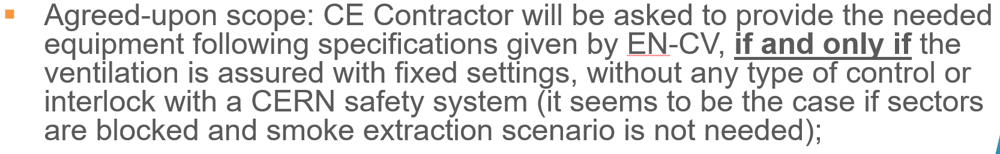 Agreed-upon scope: CE Contractor will be asked to provide the needed
equipment following specifications given by EN-CV, if and only if the
ventilation is assured with fixed settings, without any type of control or
interlock with a CERN safety system (it seems to be the case if sectors
are blocked and smoke extraction scenario is not needed);